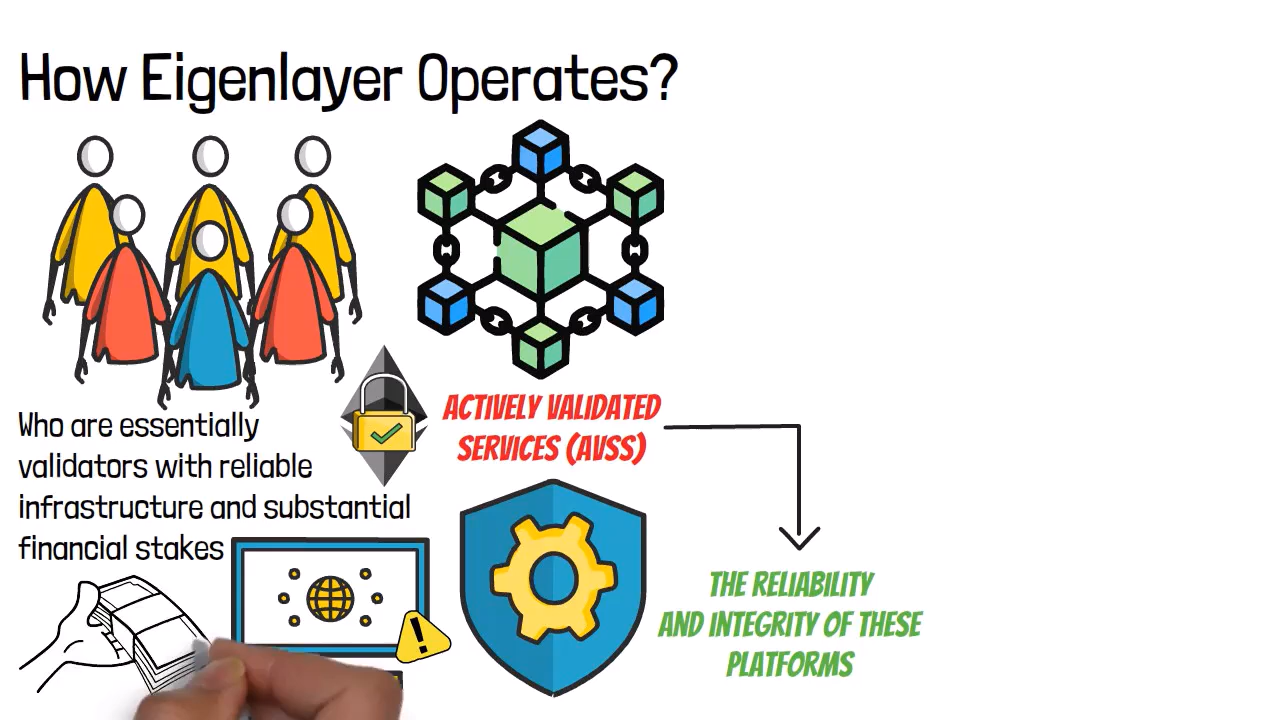 How Eigenlayer Operates?
Who are essentially
validators with reliable
infrastructure and substantial
financial stakes
ACTIVELY VALIDATED
SERVICES (AVSS)
THE RELIABILITY
AND INTEGRITY OF THESE
PLATFORMS